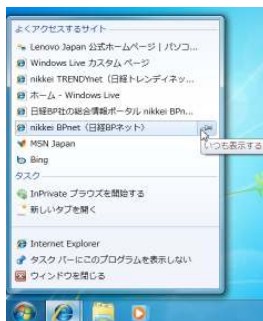 よくアクセスするサイト
Lenovo Japan 公式ホームページ | パソコ...
Windows Live カスタム ページ
nikkei TRENDYnet（日経トレンディネッ...
ホーム - Windows Live
日経BP社の総合情報ポータル nikkei BPn...
nikkei BPnet（日経BPネット）
いつも表示する
MSN Japan
Bing
タスク
InPrivate ブラウズを開始する
新しいタブを開く
Internet Explorer
タスク バーにこのプログラムを表示しない
ウィンドウを閉じる